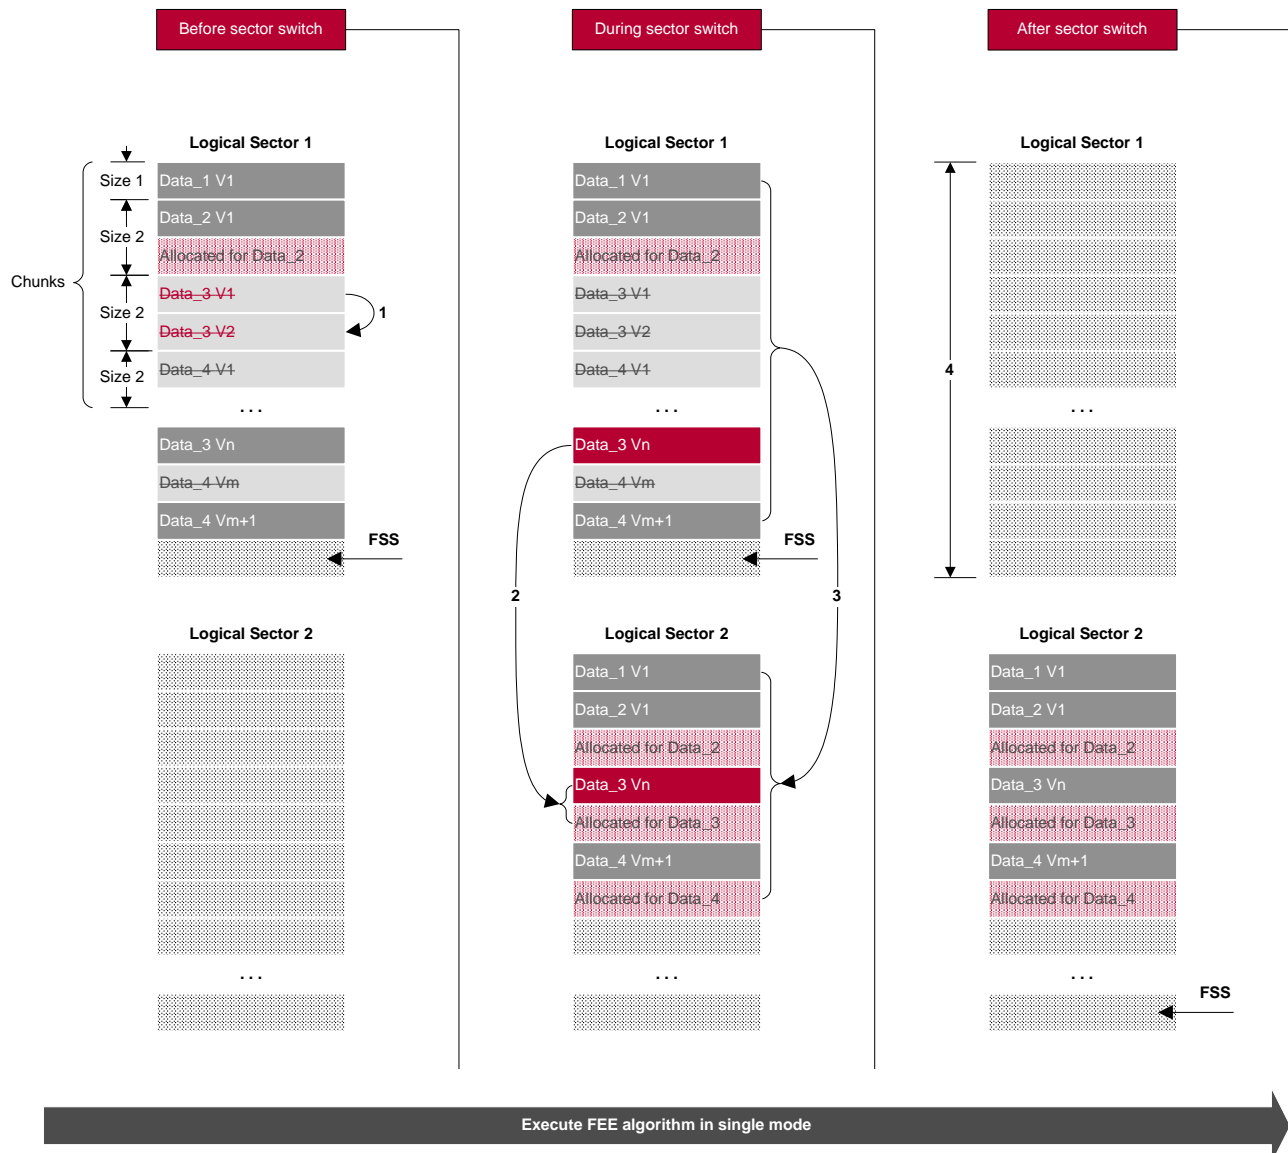 Before sector switch
During sector switch
After sector switch
Logical Sector 1
Chunks
Size 1
Size 2
Size 2
Size 2
Data_1 V1
Data_2 V1
Allocated for Data_2
Data_3 V1
Data_3 V2
Data_4 V1
. . .
Data_3 Vn
Data_4 Vm
Data_4 Vm+1
1
FSS
Logical Sector 2
. . .
Logical Sector 1
Data_1 V1
Data_2 V1
Allocated for Data_2
Data_3 V1
Data_3 V2
Data_4 V1
. . .
Data_3 Vn
Data_4 Vm
Data_4 Vm+1
FSS
2
3
Logical Sector 2
Data_1 V1
Data_2 V1
Allocated for Data_2
Data_3 Vn
Allocated for Data_3
Data_4 Vm+1
Allocated for Data_4
. . .
Logical Sector 1
4
. . .
Logical Sector 2
Data_1 V1
Data_2 V1
Allocated for Data_2
Data_3 Vn
Allocated for Data_3
Data_4 Vm+1
Allocated for Data_4
. . .
FSS
Execute FEE algorithm in single mode